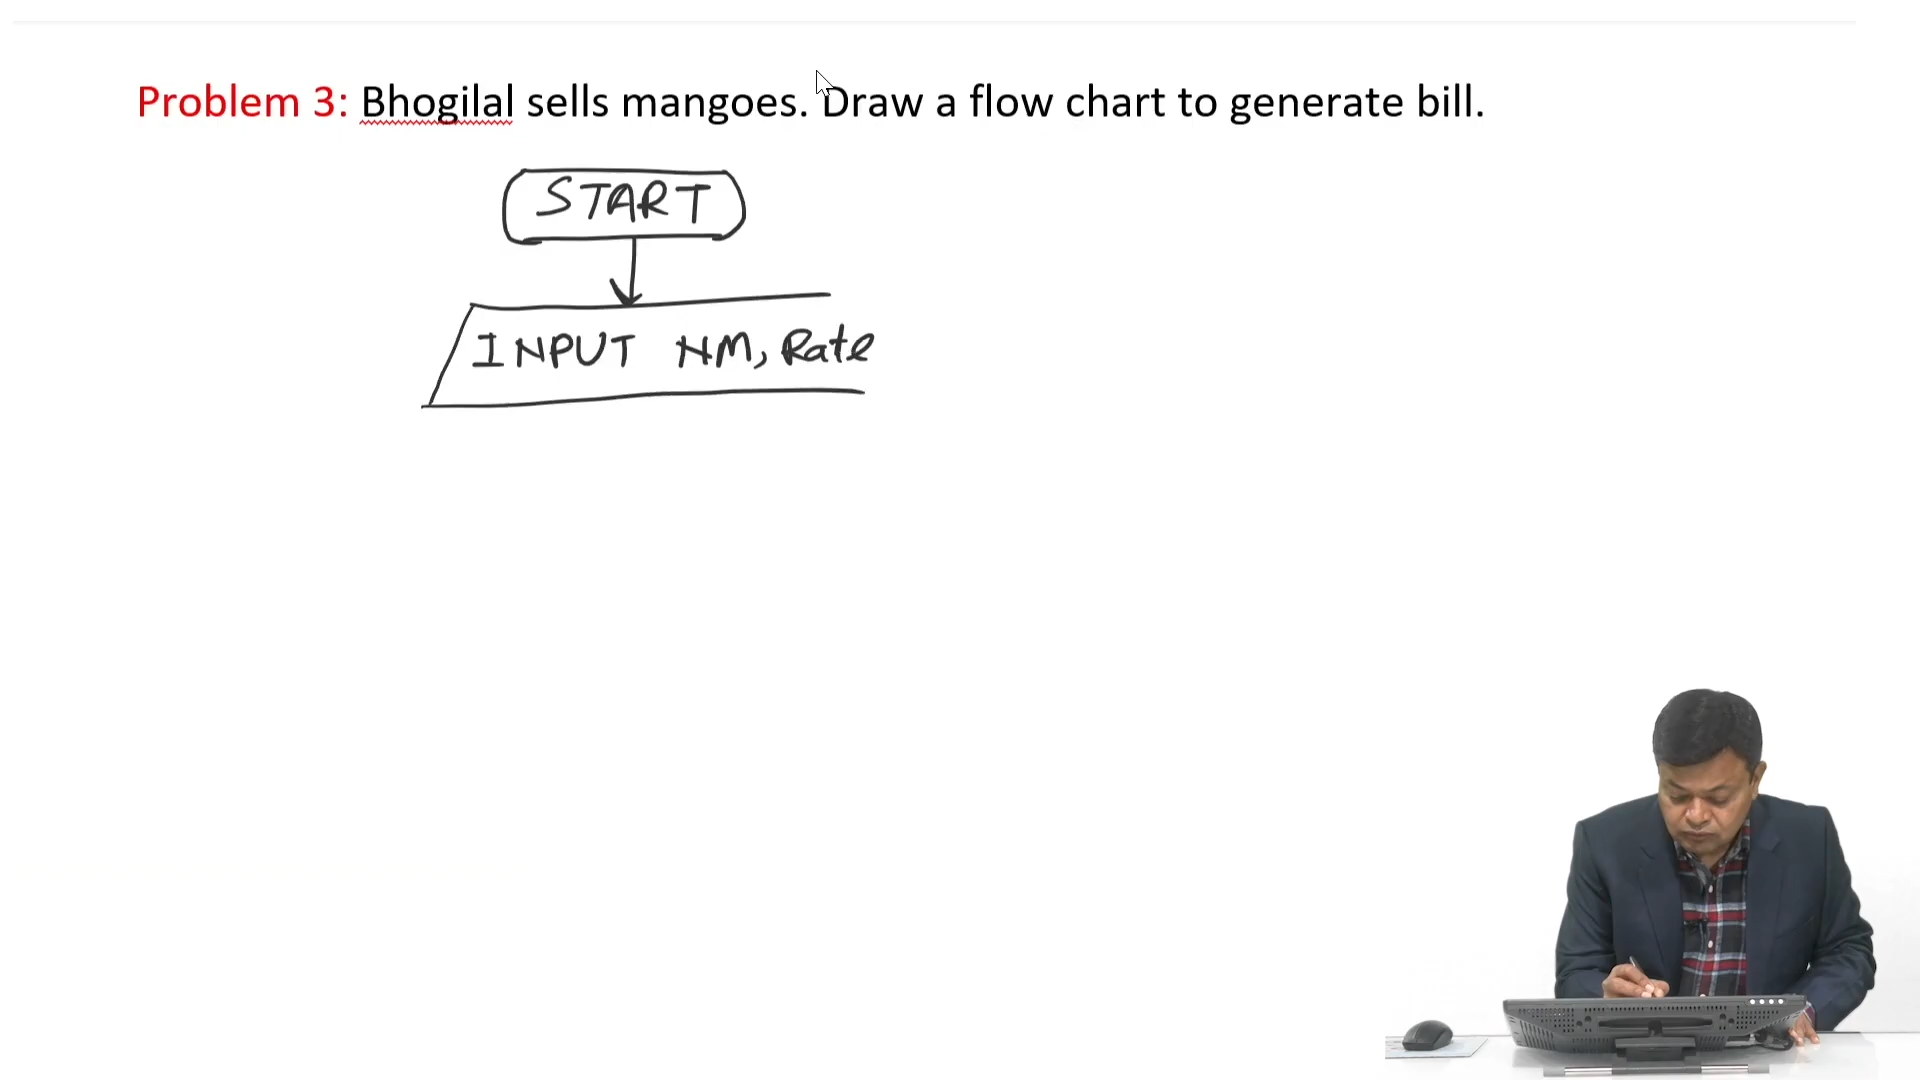 Problem 3: Bhogilal sells mangoes. Draw a flow chart to generate bill.
START
INPUT NM, Rate